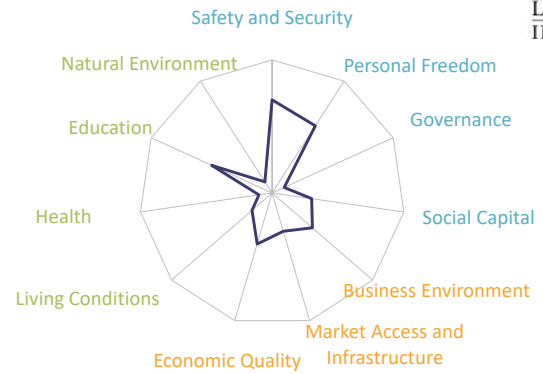 Safety and Security
Personal Freedom
Governance
Social Capital
Business Environment
Market Access and
Infrastructure
Economic Quality
Living Conditions
Health
Education
Natural Environment